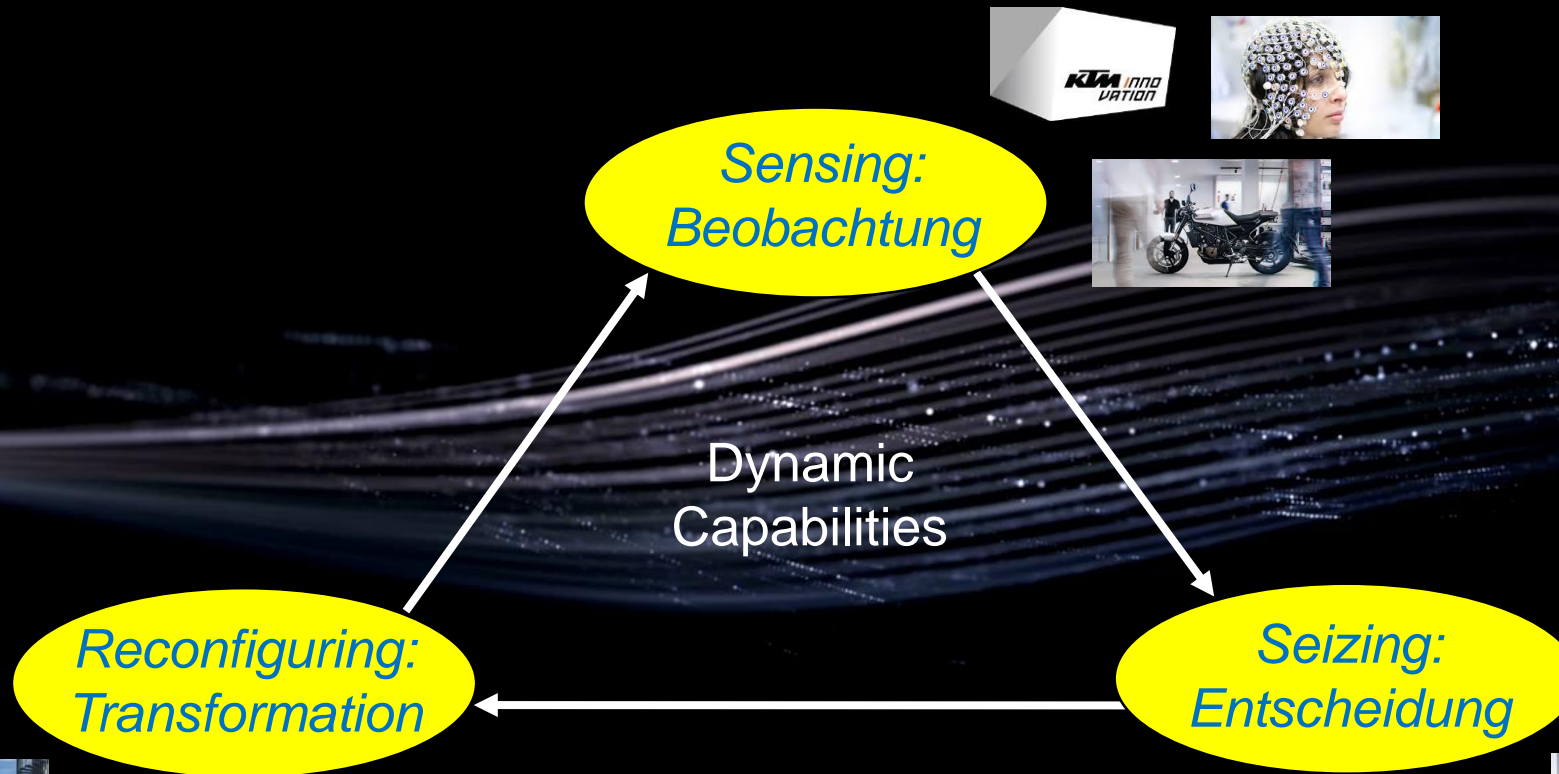 KTM INNO
VATION
Sensing:
Beobachtung
Dynamic
Capabilities
Reconfiguring:
Transformation
Seizing:
Entscheidung